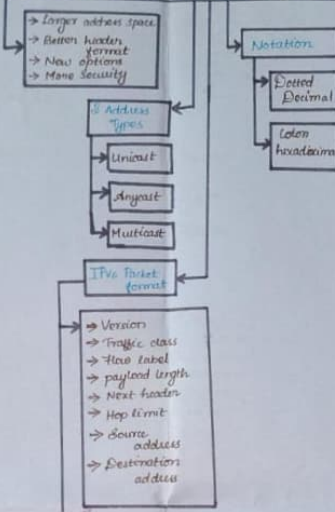 → Larger address space
→ Better header
format
→ New options
→ More security
Notation
Dotted
Decimal
Colon
hexadecimal
Address
Types
Unicast
Anycast
Multicast
IPv6 Packet
format
→ Version
→ Traffic class
→ Flow label
→ payload length
→ Next header
→ Hop limit
→ Source
address
→ Destination
address